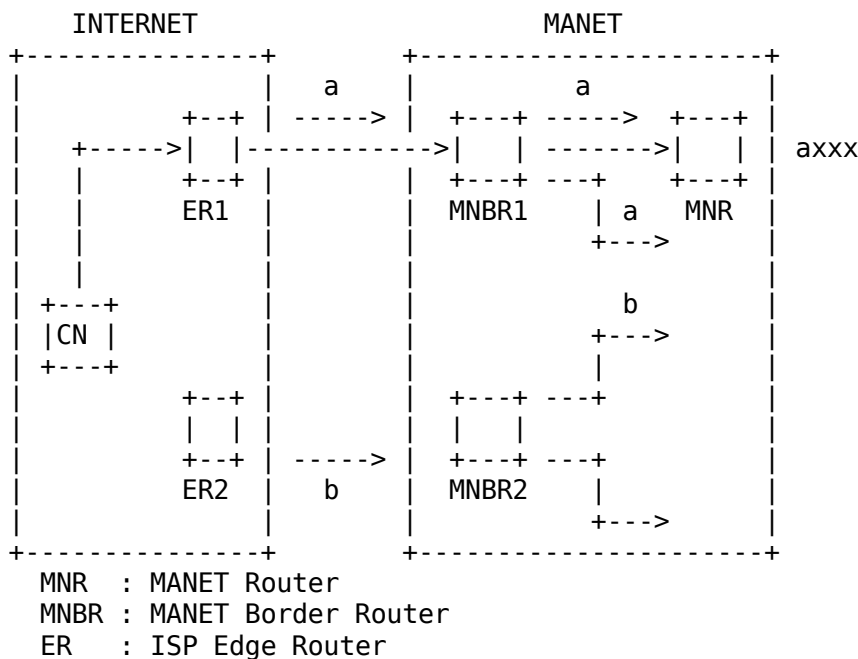 INTERNET MANET
a a
axxx
ER1 MNBR1 a MNR
b
CN
ER2 b MNBR2
MNR : MANET Router
MNBR : MANET Border Router
ER : ISP Edge Router